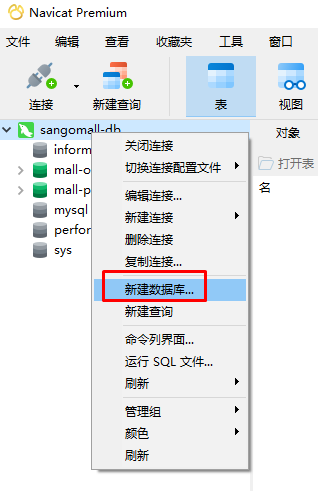 Navicat Premium
文件 编辑 查看 收藏夹 工具 窗口
连接 新建查询 表 视图
sangomall-db
对象
inform
关闭连接
打开表
mall-o
切换连接配置文件
名
mall-p
编辑连接...
mysql
新建连接
perfor
删除连接
sys
复制连接...
新建数据库...
新建查询
命令列界面...
运行 SQL 文件...
刷新
管理组
颜色
刷新